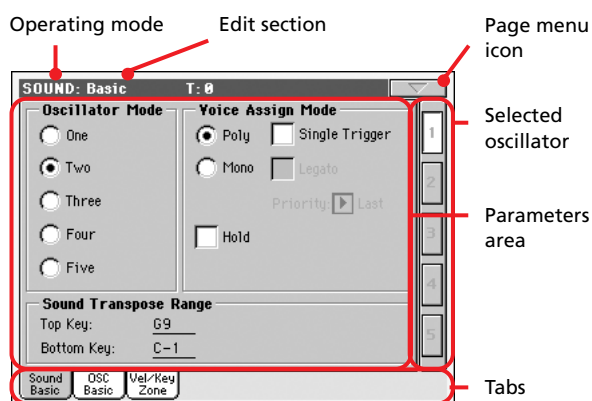 Operating mode
Edit section
Page menu
icon
SOUND: Basic T: 0
Oscillator Mode
Voice Assign Mode
One
Two
Three
Four
Five
Poly
Single Trigger
Mono
Legato
Priority: Last
Hold
Sound Transpose Range
Top Key: G9
Bottom Key: C-1
1
2
3
4
5
Selected
oscillator
Parameters
area
Sound
Basic
OSC
Basic
Vel/Key
Zone
Tabs